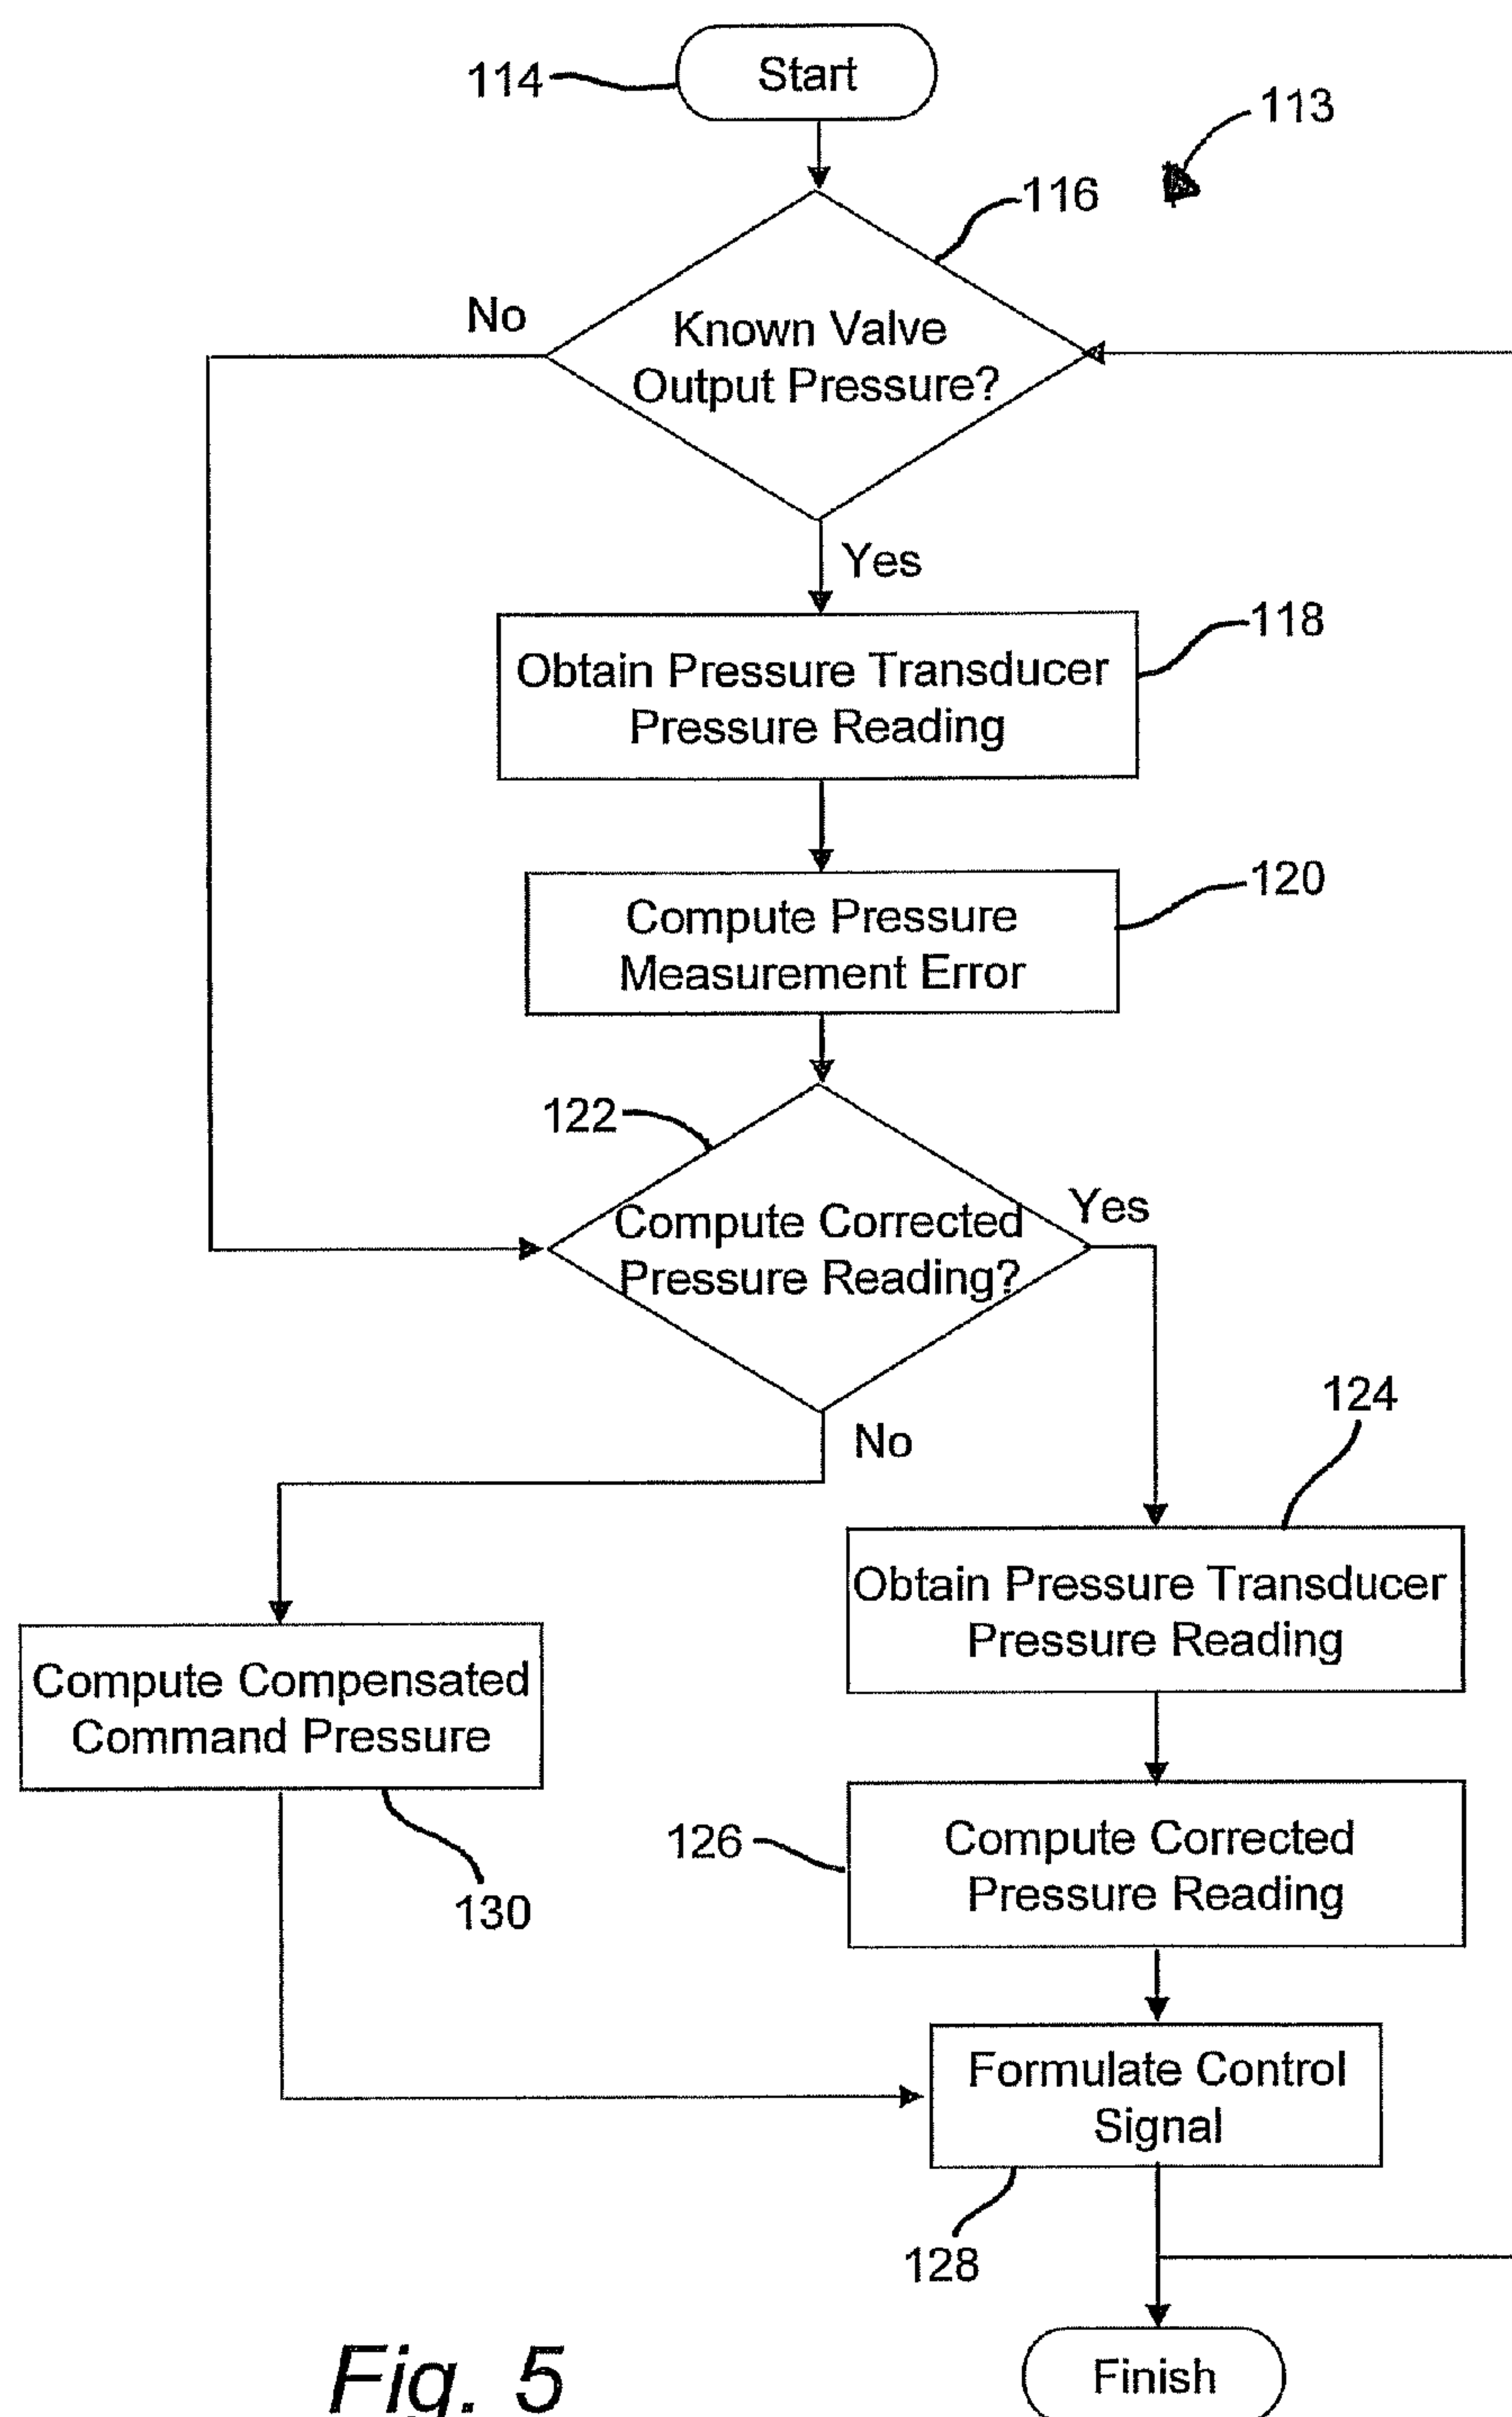 Start
114
113
116
No
Known Valve
Output Pressure?
Yes
118
Obtain Pressure Transducer
Pressure Reading
120
Compute Pressure
Measurement Error
122
Yes
Compute Corrected
Pressure Reading?
124
No
Obtain Pressure Transducer
Pressure Reading
Compute Compensated
Command Pressure
126
Compute Corrected
Pressure Reading
130
Formulate Control
Signal
128
Fig. 5
Finish